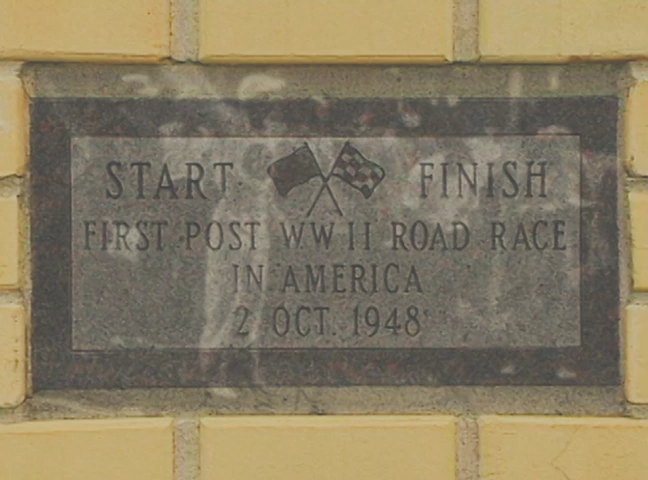 START FINISH
FIRST POST WW II ROAD RACE
IN AMERICA
2 OCT. 1948